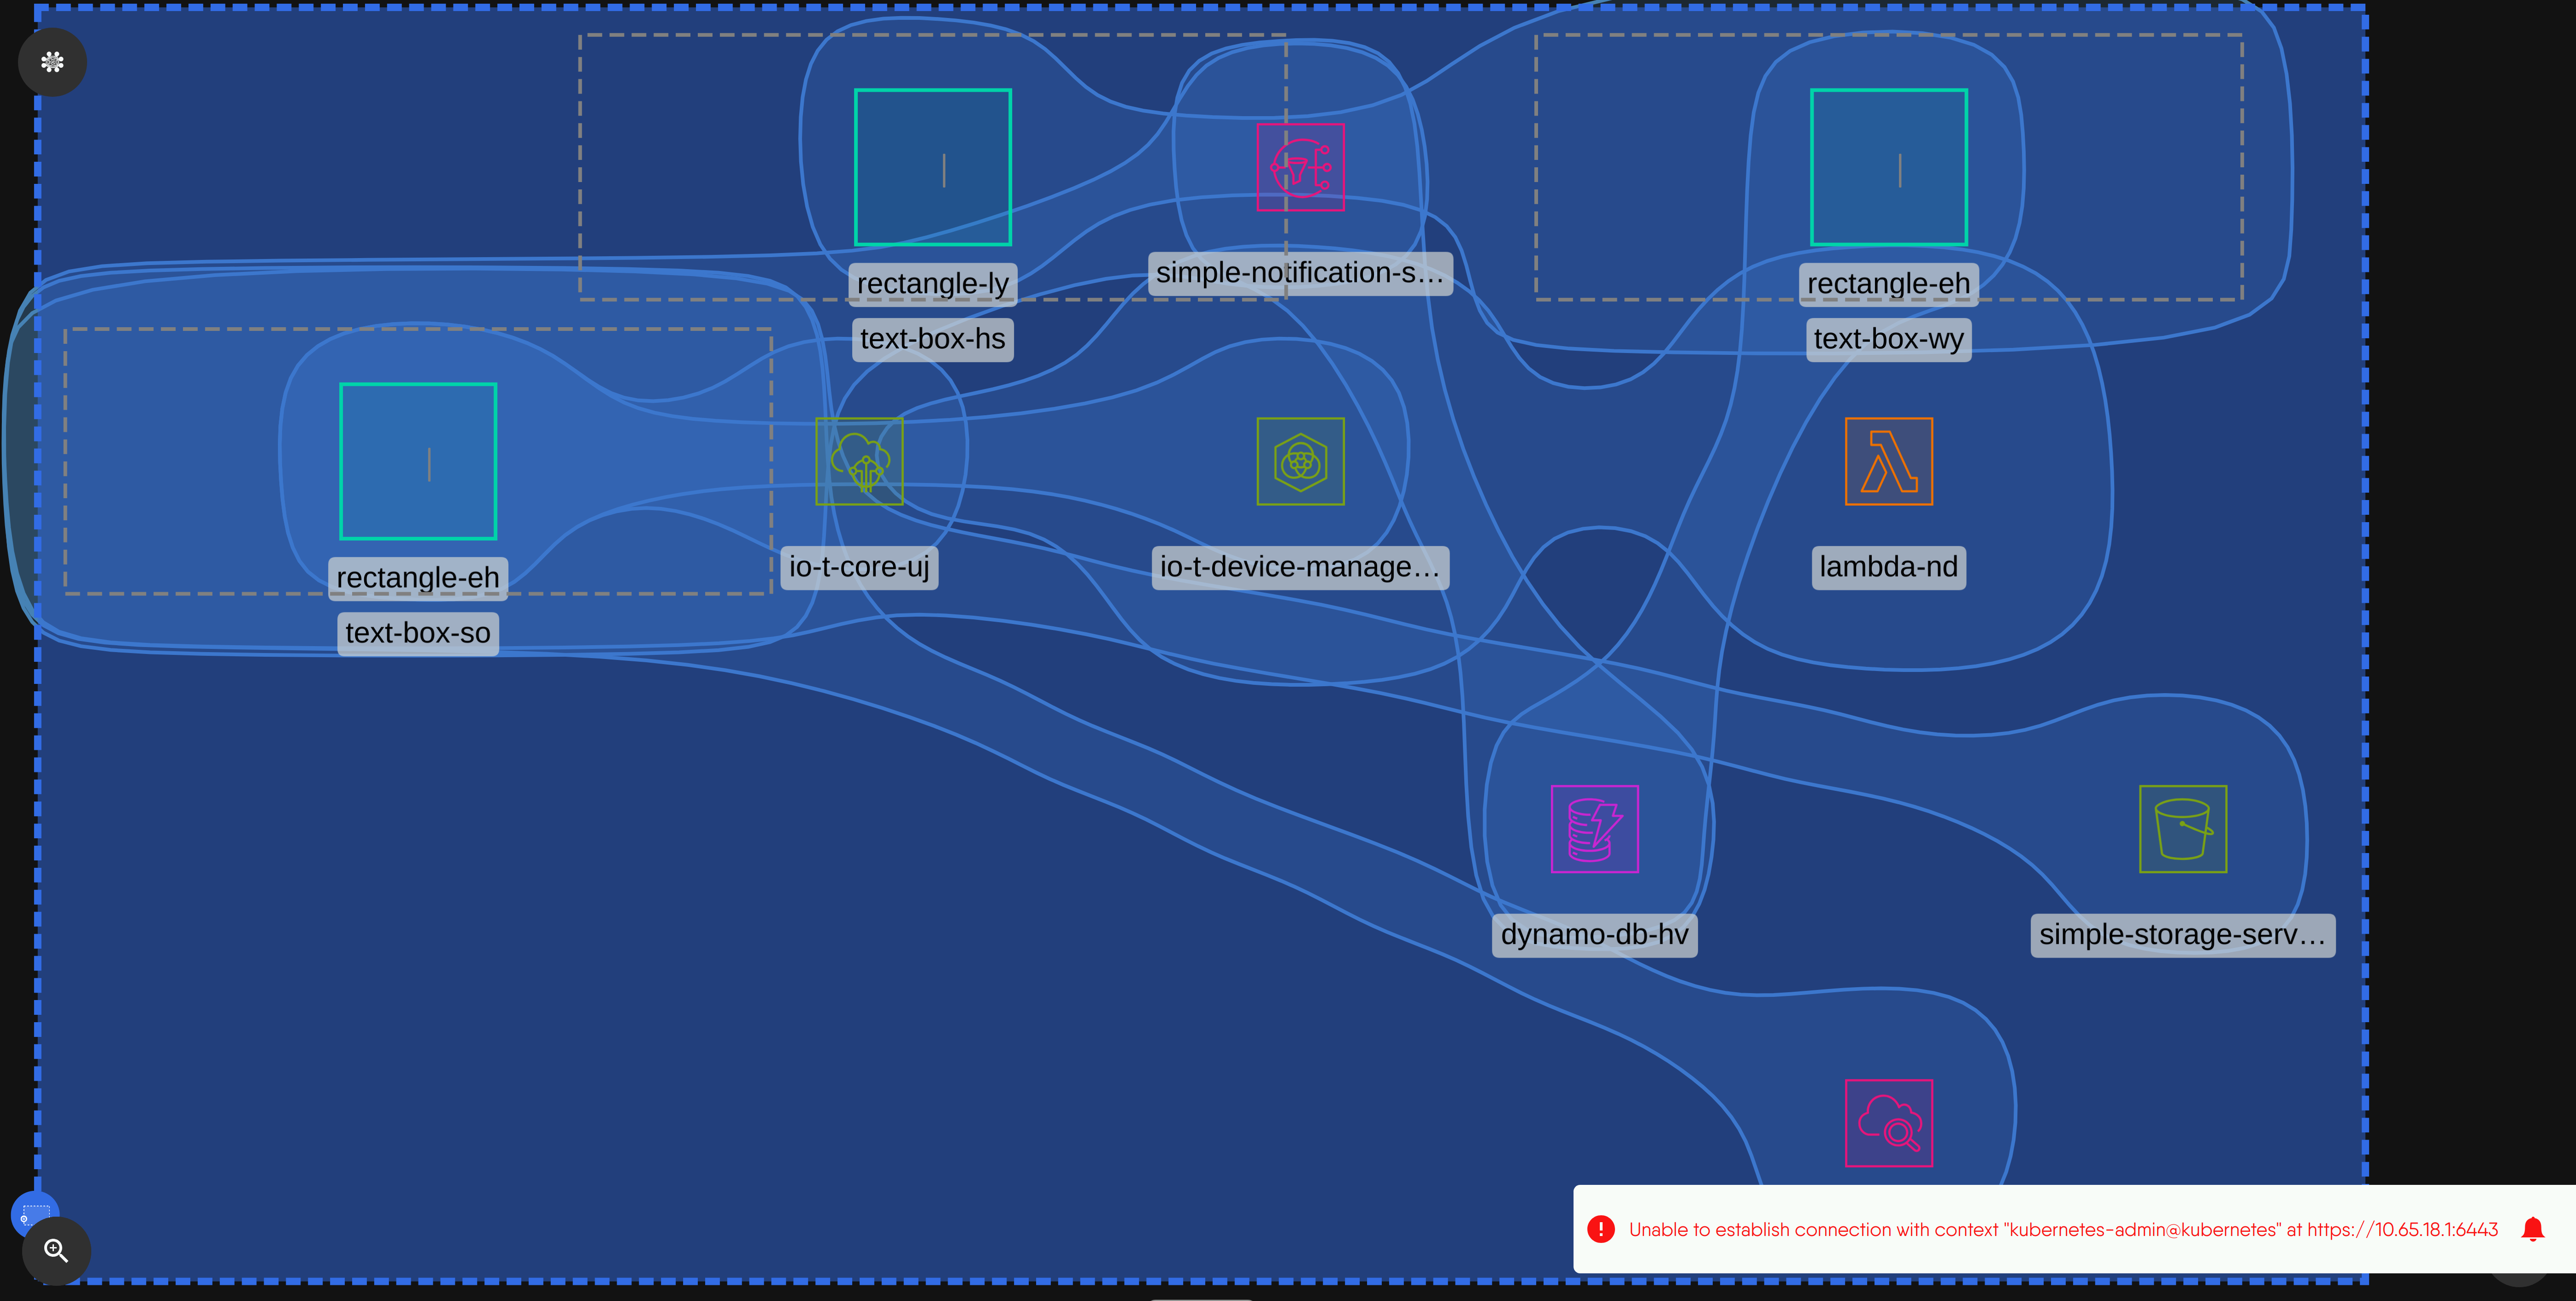 rectangle-ly
simple-notification-s…
rectangle-eh
text-box-hs
text-box-wy
rectangle-eh
io-t-core-uj
io-t-device-manage…
lambda-nd
text-box-so
dynamo-db-hv
simple-storage-serv…
Unable to establish connection with context "kubernetes-admin@kubernetes" at https://10.65.18.1:6443